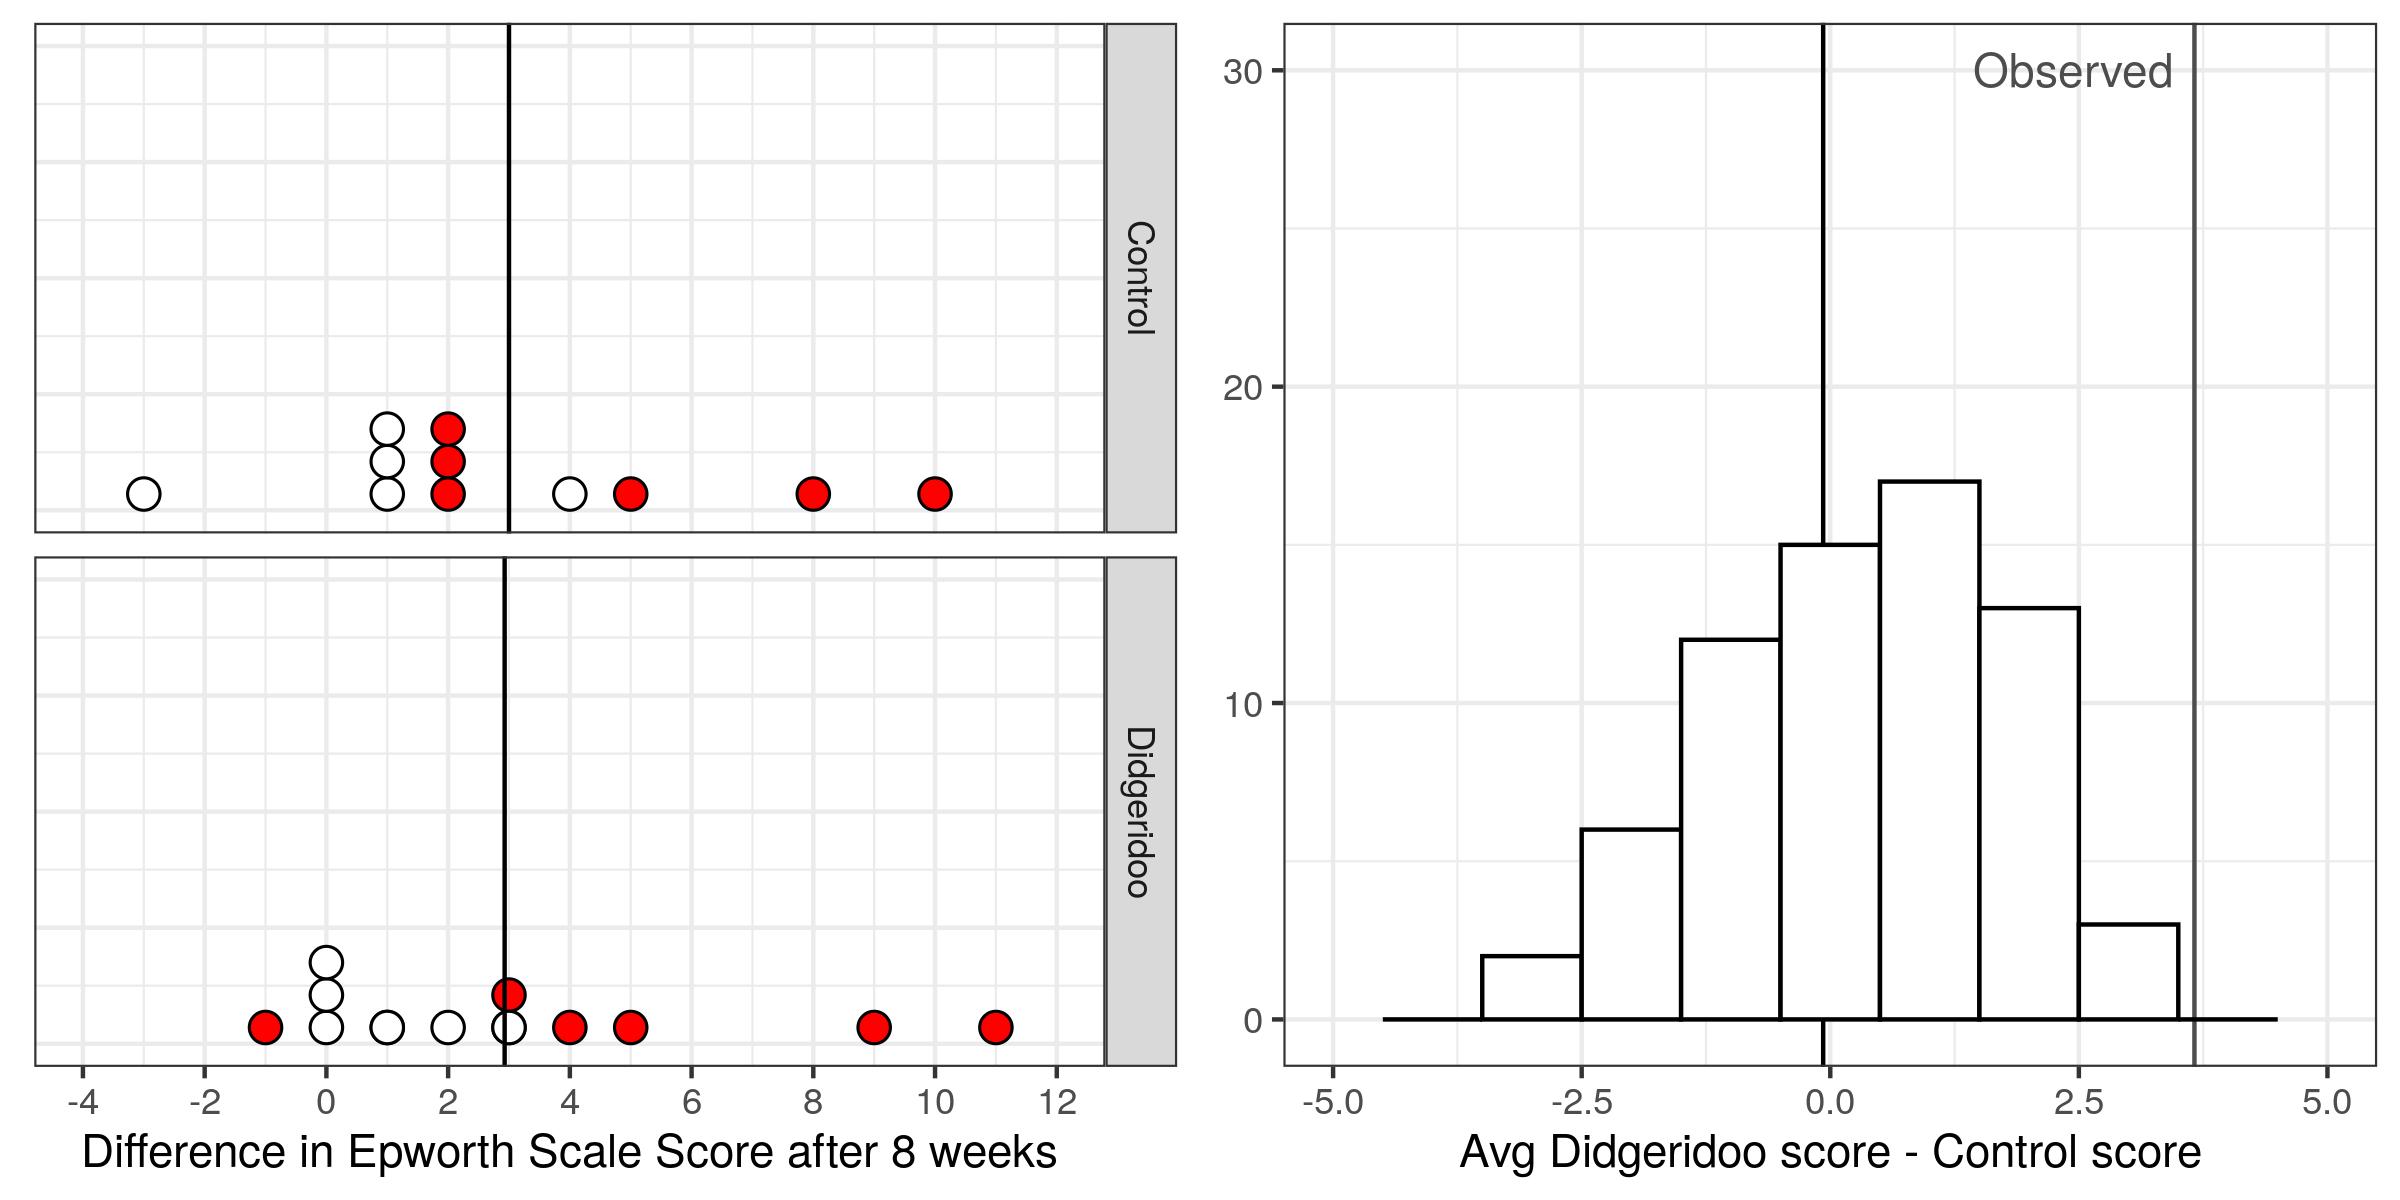 Control
Didgeridoo
-4 -2 0 2 4 6 8 10 12
Difference in Epworth Scale Score after 8 weeks
30
20
10
0
Observed
-5.0 -2.5 0.0 2.5 5.0
Avg Didgeridoo score - Control score